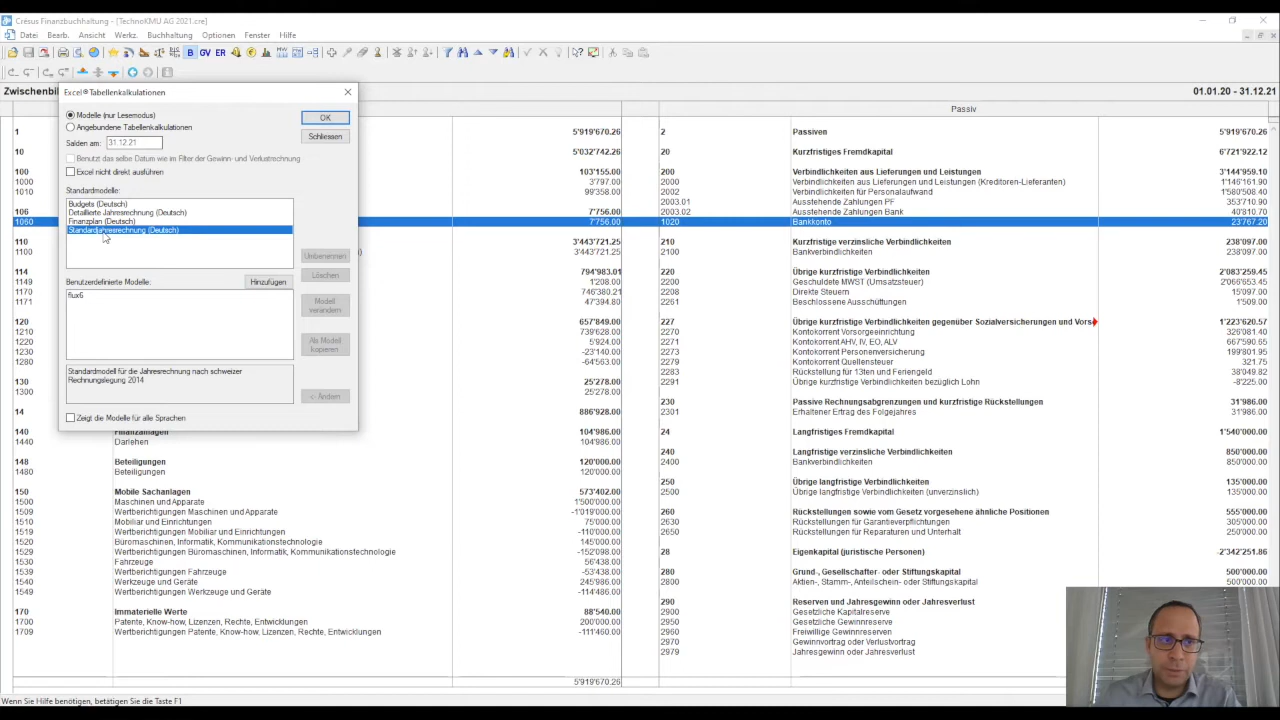 Crésus Finanzbuchhaltung - [TechnoKMU AG 2021.cre]
Datei Bearb. Ansicht Werkz. Buchhaltung Optionen Fenster Hilfe
B GV ER
Zwischenbil
01.01.20 - 31.12.21
Excel® Tabellenkalkulationen
Modelle (nur Lesemodus)
Angebundene Tabellenkalkulationen
Salden am: 31.12.21
Benutzt das selbe Datum wie im Filter der Gewinn- und Verlustrechnung
Excel nicht direkt ausführen
Standardmodelle:
Budgets (Deutsch)
Detaillierte Jahresrechnung (Deutsch)
Finanzplan (Deutsch)
Standardjahresrechnung (Deutsch)
Benutzerdefinierte Modelle:
flux6
Standardmodell für die Jahresrechnung nach schweizer
Rechnungslegung 2014
Zeigt die Modelle für alle Sprachen
OK
Schliessen
Umbenennen
Löschen
Hinzufügen
Modell
verändern
Als Modell
kopieren
<- Ändern
1 5'919'670.26
10 5'032'742.26
100 103'155.00
1000 3'797.00
1010 99'358.00
106 7'756.00
1060 7'756.00
110 3'443'721.25
1100 3'443'721.25
114 794'983.01
1149 1'208.00
1170 746'380.21
1171 47'394.80
120 657'849.00
1210 739'628.00
1220 5'924.00
1230 -23'140.00
1280 -64'563.00
130 25'278.00
1300 25'278.00
14 886'928.00
140 Finanzanlagen 104'986.00
1440 Darlehen 104'986.00
148 Beteiligungen 120'000.00
1480 Beteiligungen 120'000.00
150 Mobile Sachanlagen 573'402.00
1500 Maschinen und Apparate 1'500'000.00
1509 Wertberichtigungen Maschinen und Apparate -1'019'000.00
1510 Mobiliar und Einrichtungen 75'000.00
1519 Wertberichtigungen Mobiliar und Einrichtungen -110'000.00
1520 Büromaschinen, Informatik, Kommunikationstechnologie 145'000.00
1529 Wertberichtigungen Büromaschinen, Informatik, Kommunikationstechnologie -152'098.00
1530 Fahrzeuge 56'438.00
1539 Wertberichtigungen Fahrzeuge -53'438.00
1540 Werkzeuge und Geräte 245'986.00
1549 Wertberichtigungen Werkzeuge und Geräte -114'486.00
170 Immaterielle Werte 88'540.00
1700 Patente, Know-how, Lizenzen, Rechte, Entwicklungen 200'000.00
1709 Wertberichtigungen Patente, Know-how, Lizenzen, Rechte, Entwicklungen -111'460.00
5'919'670.26
Passiv
2 Passiven 5'919'670.26
20 Kurzfristiges Fremdkapital 6'721'922.12
200 Verbindlichkeiten aus Lieferungen und Leistungen 3'144'959.10
2000 Verbindlichkeiten aus Lieferungen und Leistungen (Kreditoren-Lieferanten) 1'146'161.90
2002 Verbindlichkeiten für Personalaufwand 1'580'508.40
2003.01 Ausstehende Zahlungen PF 353'710.90
2003.02 Ausstehende Zahlungen Bank 40'810.70
1020 Bankkonto 23'767.20
210 Kurzfristige verzinsliche Verbindlichkeiten 238'097.00
2100 Bankverbindlichkeiten 238'097.00
220 Übrige kurzfristige Verbindlichkeiten 2'083'259.45
2200 Geschuldete MWST (Umsatzsteuer) 2'066'653.45
2208 Direkte Steuern 15'097.00
2261 Beschlossene Ausschüttungen 1'509.00
227 Übrige kurzfristige Verbindlichkeiten gegenüber Sozialversicherungen und Vors 1'223'620.57
2270 Kontokorrent Vorsorgeeinrichtung 326'081.40
2271 Kontokorrent AHV, IV, EO, ALV 667'590.65
2273 Kontokorrent Personenversicherung 199'801.95
2279 Kontokorrent Quellensteuer 321.75
2283 Rückstellung für 13ten und Feriengeld 38'049.82
2291 Übrige kurzfristige Verbindlichkeiten bezüglich Lohn -8'225.00
230 Passive Rechnungsabgrenzungen und kurzfristige Rückstellungen 31'986.00
2301 Erhaltener Ertrag des Folgejahres 31'986.00
24 Langfristiges Fremdkapital 1'540'000.00
240 Langfristige verzinsliche Verbindlichkeiten 850'000.00
2400 Bankverbindlichkeiten 850'000.00
250 Übrige langfristige Verbindlichkeiten 135'000.00
2500 Übrige langfristige Verbindlichkeiten (unverzinslich) 135'000.00
260 Rückstellungen sowie vom Gesetz vorgesehene ähnliche Positionen 555'000.00
2630 Rückstellungen für Garantieverpflichtungen 305'000.00
2650 Rückstellungen für Reparaturen und Unterhalt 250'000.00
28 Eigenkapital (juristische Personen) -2'342'251.86
280 Grund-, Gesellschafter- oder Stiftungskapital 500'000.00
2800 Aktien-, Stamm-, Anteilschein- oder Stiftungskapital 500'000.00
290 Reserven und Jahresgewinn oder Jahresverlust
2900 Gesetzliche Kapitalreserve
2950 Gesetzliche Gewinnreserve
2960 Freiwillige Gewinnreserven
2970 Gewinnvortrag oder Verlustvortrag
2979 Jahresgewinn oder Jahresverlust
Wenn Sie Hilfe benötigen, betätigen Sie die Taste F1